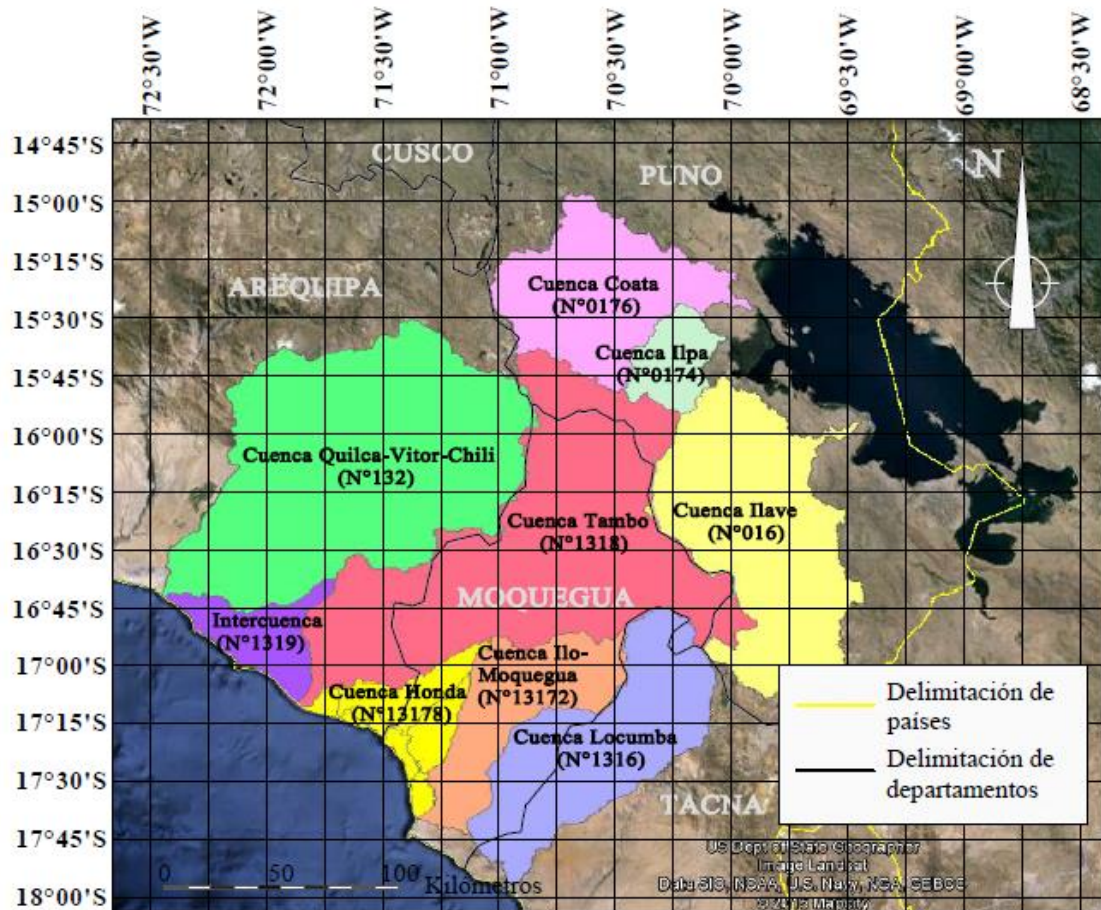 72°30'W
72°00'W
71°30'W
71°00'W
70°30'W
70°00'W
69°30'W
69°00'W
68°30'W
14°45'S
15°00'S
15°15'S
15°30'S
15°45'S
16°00'S
16°15'S
16°30'S
16°45'S
17°00'S
17°15'S
17°30'S
17°45'S
18°00'S
CUSCO
PUNO
N
AREQUIPA
Cuenca Coata
(N°0176)
Cuenca Ilpa
(N°0174)
Cuenca Quilca-Vitor-Chili
(N°132)
Cuenca Tambo
(N°1318)
Cuenca Ilave
(N°016)
MOQUEGUA
Intercuenca
(N°1319)
Cuenca Ilo-
Moquegua
(N°13172)
Cuenca Honda
(N°13178)
Cuenca Locumba
(N°1316)
TACNA
Delimitación de
países
Delimitación de
departamentos
0 50 100
Kilómetros
US Dept of State Geographer
Image Landsat
Data SIO, NOAA, U.S. Navy, NGA, GEBCO
© 2015 Mapcity